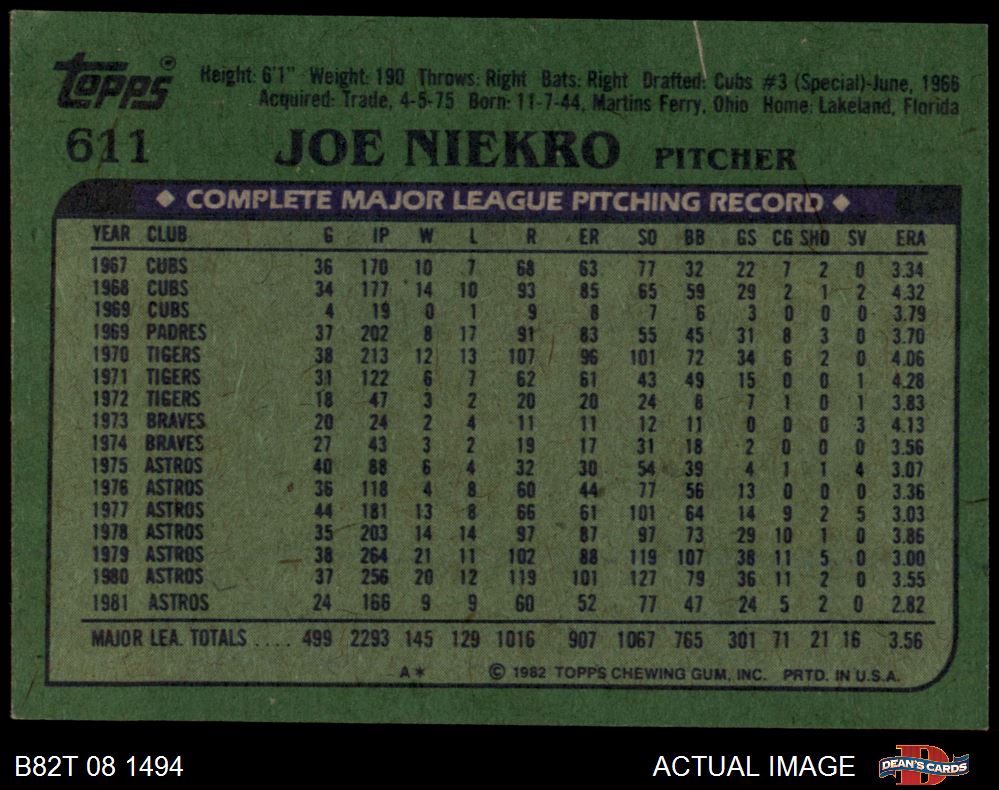 Topps
Height: 6'1" Weight: 190 Throws: Right Bats: Right Drafted: Cubs #3 (Special)-June, 1966
Acquired: Trade, 4-5-75 Born: 11-7-44, Martins Ferry, Ohio Home: Lakeland, Florida
611 JOE NIEKRO PITCHER
◆ COMPLETE MAJOR LEAGUE PITCHING RECORD ◆
YEAR CLUB G IP W L R ER SO BB GS CG SHO SV ERA
1967 CUBS 36 170 10 7 68 63 77 32 22 7 2 0 3.34
1968 CUBS 34 177 14 10 93 85 65 59 29 2 1 2 4.32
1969 CUBS 4 19 0 1 9 8 7 6 3 0 0 0 3.79
1969 PADRES 37 202 8 17 91 83 55 45 31 8 3 0 3.70
1970 TIGERS 38 213 12 13 107 96 101 72 34 6 2 0 4.06
1971 TIGERS 31 122 6 7 62 61 43 49 15 0 0 1 4.28
1972 TIGERS 18 47 3 2 20 20 24 8 7 1 0 1 3.83
1973 BRAVES 20 24 2 4 11 11 12 11 0 0 0 3 4.13
1974 BRAVES 27 43 3 2 19 17 31 18 2 0 0 0 3.56
1975 ASTROS 40 88 6 4 32 30 54 39 4 1 1 4 3.07
1976 ASTROS 36 118 4 8 60 44 77 56 13 0 0 0 3.36
1977 ASTROS 44 181 13 8 66 61 101 64 14 9 2 5 3.03
1978 ASTROS 35 203 14 14 97 87 97 73 29 10 1 0 3.86
1979 ASTROS 38 264 21 11 102 88 119 107 38 11 5 0 3.00
1980 ASTROS 37 256 20 12 119 101 127 79 36 11 2 0 3.55
1981 ASTROS 24 166 9 9 60 52 77 47 24 5 2 0 2.82
MAJOR LEA. TOTALS .... 499 2293 145 129 1016 907 1067 765 301 71 21 16 3.56
A* © 1982 TOPPS CHEWING GUM, INC. PRTD. IN U.S.A.
B82T 08 1494 ACTUAL IMAGE D DEAN'S CARDS